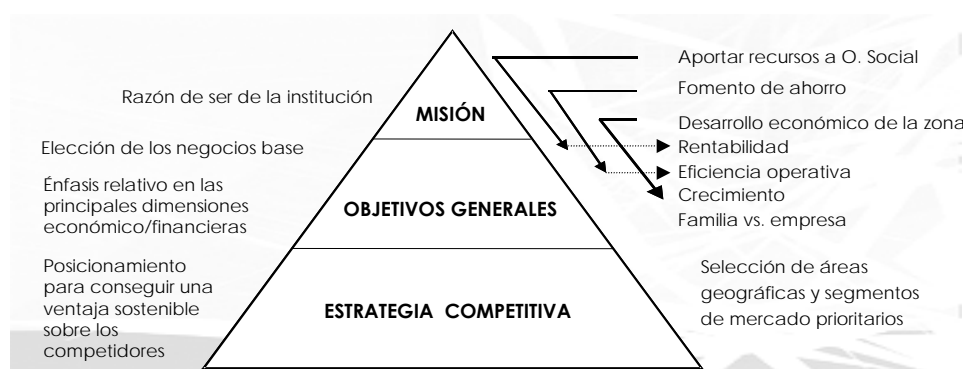 Razón de ser de la institución
Elección de los negocios base
Énfasis relativo en las
principales dimensiones
económico/financieras
Posicionamiento
para conseguir una
ventaja sostenible
sobre los
competidores
MISIÓN
OBJETIVOS GENERALES
ESTRATEGIA COMPETITIVA
Aportar recursos a O. Social
Fomento de ahorro
Desarrollo económico de la zona
Rentabilidad
Eficiencia operativa
Crecimiento
Familia vs. empresa
Selección de áreas
geográficas y segmentos
de mercado prioritarios